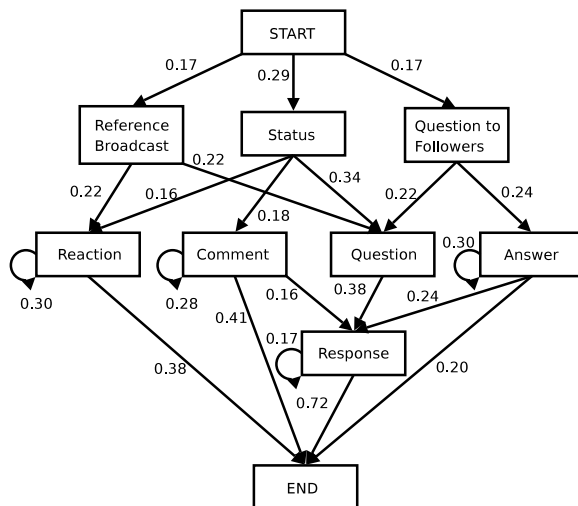 START
0.17
0.29
0.17
Reference
Broadcast
Status
Question to
Followers
0.22
0.16
0.22
0.18
0.34
0.22
0.24
Reaction
Comment
Question
Answer
0.30
0.30
0.28
0.16
0.38
0.24
0.41
0.17
Response
0.38
0.72
0.20
END